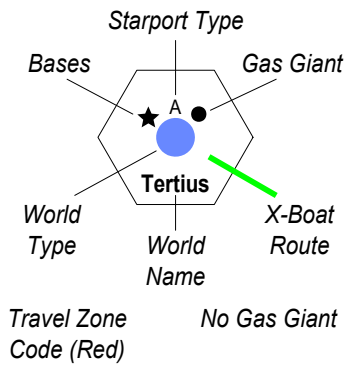 Starport Type
Bases
Gas Giant
A
Tertius
World
Type
World
Name
X-Boat
Route
Travel Zone
Code (Red)
No Gas Giant